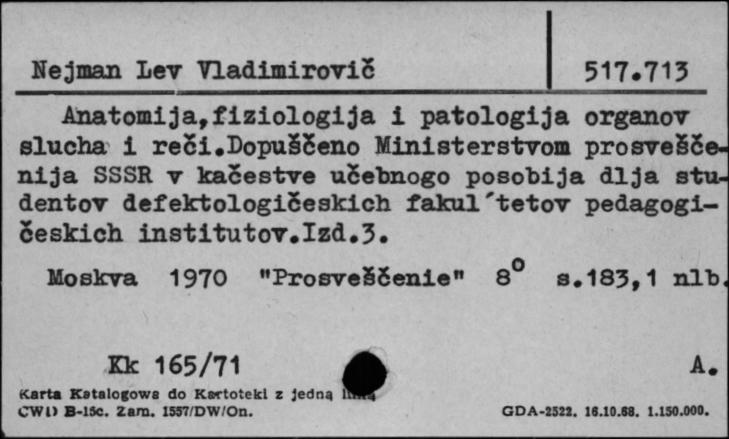 Nejman Lev Vladimirovič 517.713
Anatomija,fiziologija i patologija organov
slucha i reči.Dopuščeno Ministerstvom prosvešče-
nija SSSR v kačestve učebnogo posobija dlja stu-
dentov defektologičeskich fakul´tetov pedagogi-
českich institutov.Izd.3.
Moskva 1970 "Prosveščenie" 8° s.183,1 nlb.
Kk 165/71 A.
Karta Katalogowa do Kartoteki z jedną
CWD B-15c. Zam. 1557/DW/On. GDA-2522. 16.10.68. 1.150.000.